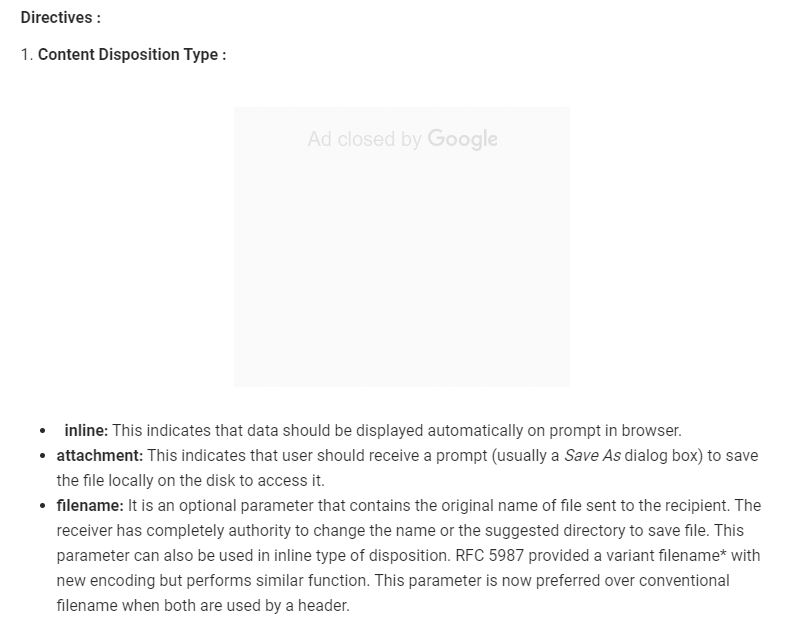 Directives :
1. Content Disposition Type :
Ad closed by Google
• inline: This indicates that data should be displayed automatically on prompt in browser.
• attachment: This indicates that user should receive a prompt (usually a Save As dialog box) to save
the file locally on the disk to access it.
• filename: It is an optional parameter that contains the original name of file sent to the recipient. The
receiver has completely authority to change the name or the suggested directory to save file. This
parameter can also be used in inline type of disposition. RFC 5987 provided a variant filename* with
new encoding but performs similar function. This parameter is now preferred over conventional
filename when both are used by a header.